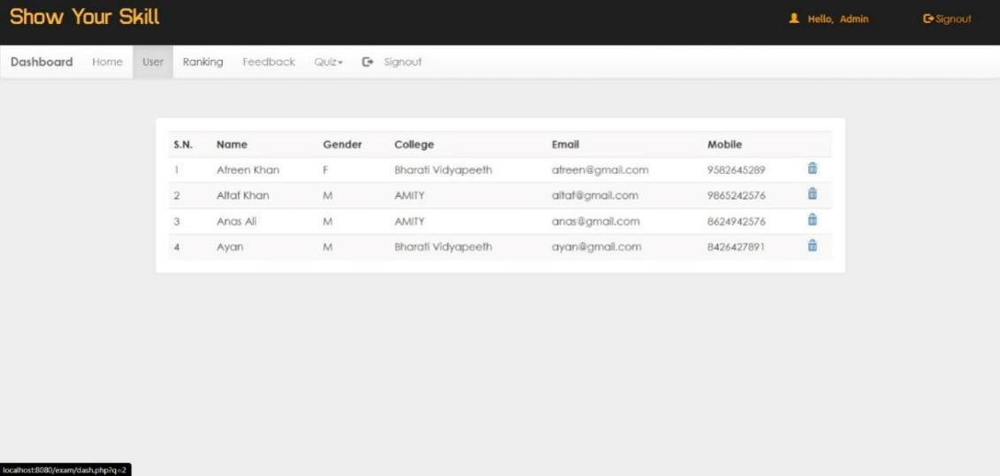 Show Your Skill Hello, Admin Signout
Dashboard Home User Ranking Feedback Quiz Signout
S.N. Name Gender College Email Mobile
1 Afreen Khan F Bharati Vidyapeeth afreen@gmail.com 9582645289
2 Altaf Khan M AMITY altaf@gmail.com 9865242576
3 Anas Ali M AMITY anas@gmail.com 8624942576
4 Ayan M Bharati Vidyapeeth ayan@gmail.com 8426427891
localhost:8080/exam/dash.php?q=2